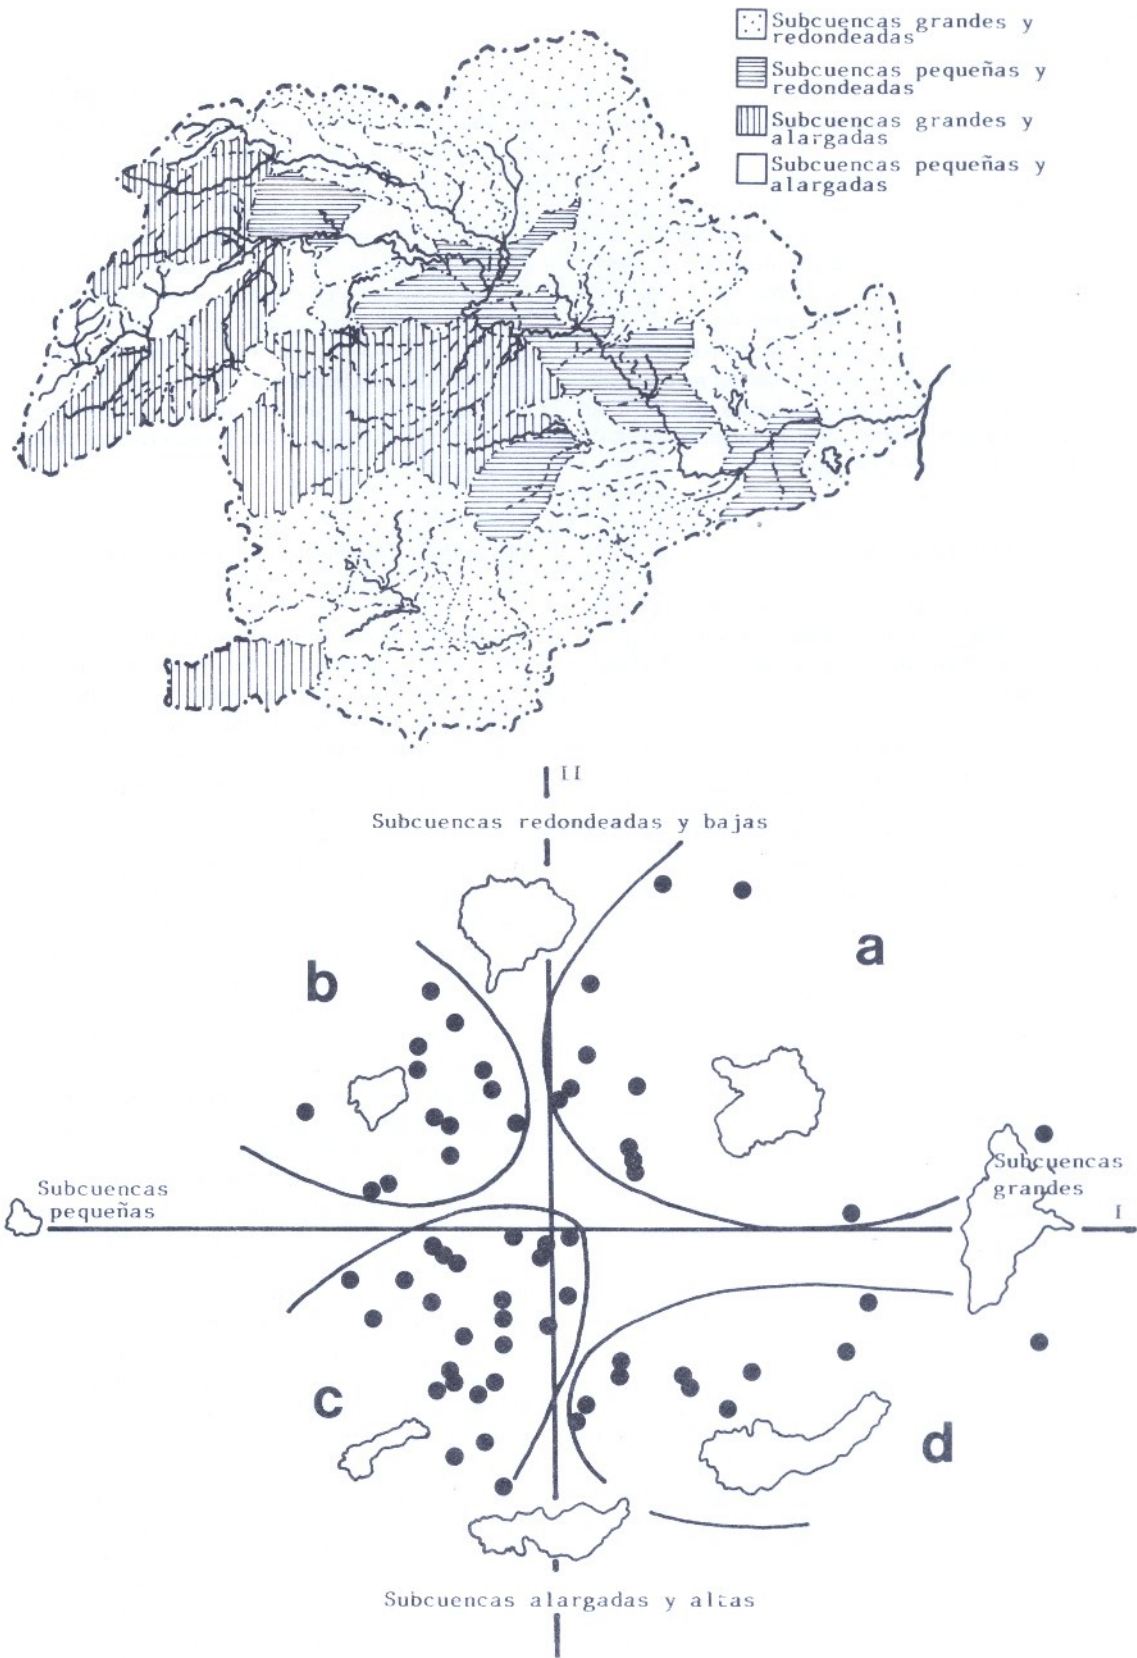 Subcuencas grandes y
redondeadas
Subcuencas pequeñas y
redondeadas
Subcuencas grandes y
alargadas
Subcuencas pequeñas y
alargadas
II
Subcuencas redondeadas y bajas
a
b
Subcuencas
grandes
Subcuencas
pequeñas
I
c
d
Subcuencas alargadas y altas